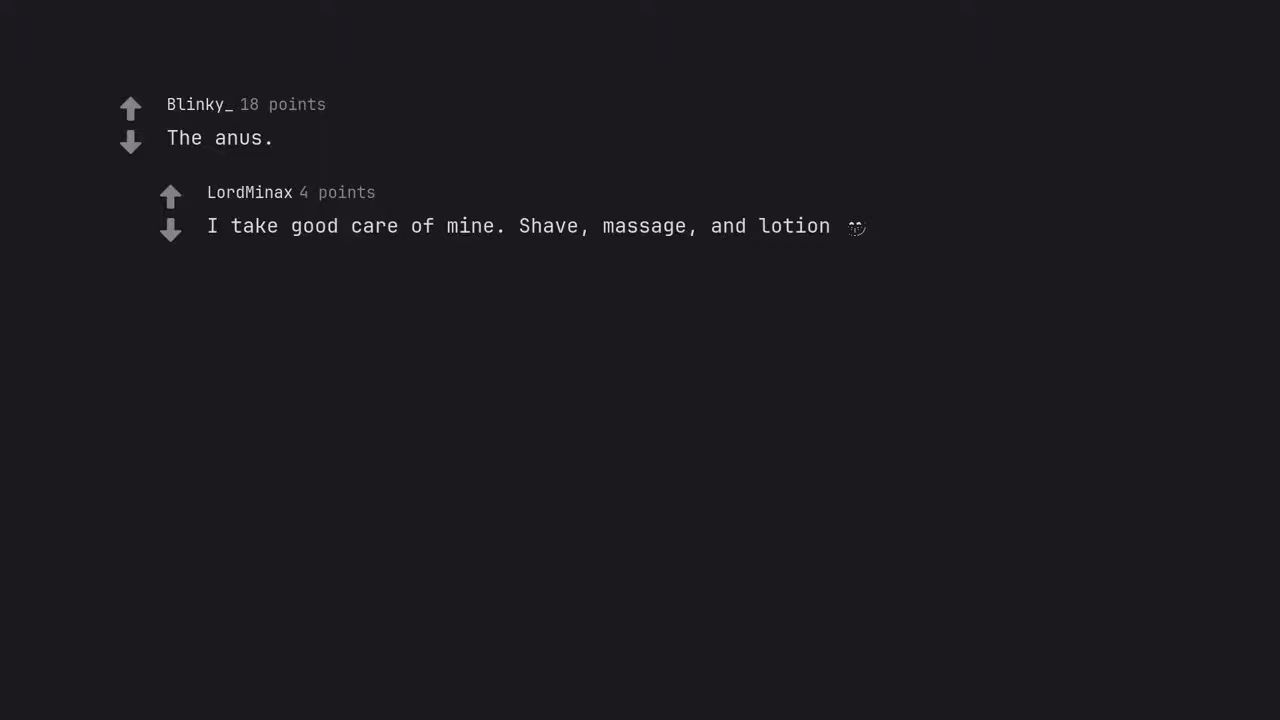 Blinky_ 18 points
The anus.
LordMinax 4 points
I take good care of mine. Shave, massage, and lotion 😁